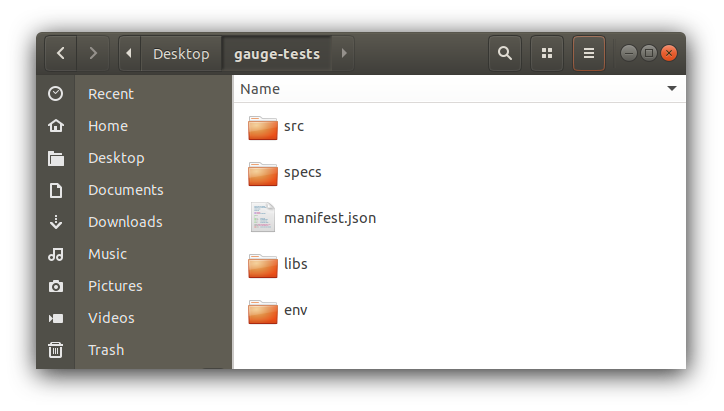 Desktop
gauge-tests
Recent
Home
Desktop
Documents
Downloads
Music
Pictures
Videos
Trash
Name
src
specs
manifest.json
libs
env